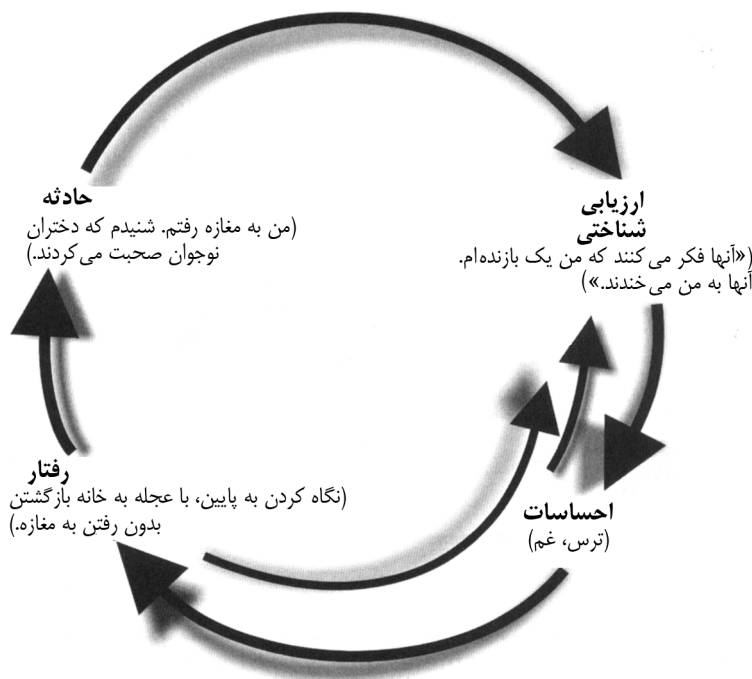 حادثه
(من به مغازه رفتم. شنیدم که دختران
نوجوان صحبت می‌کردند.)
ارزیابی
شناختی
(«آنها فکر می‌کنند که من یک بازنده‌ام.
آنها به من می‌خندند.»)
احساسات
(ترس، غم)
رفتار
(نگاه کردن به پایین، با عجله به خانه بازگشتن
بدون رفتن به مغازه.)